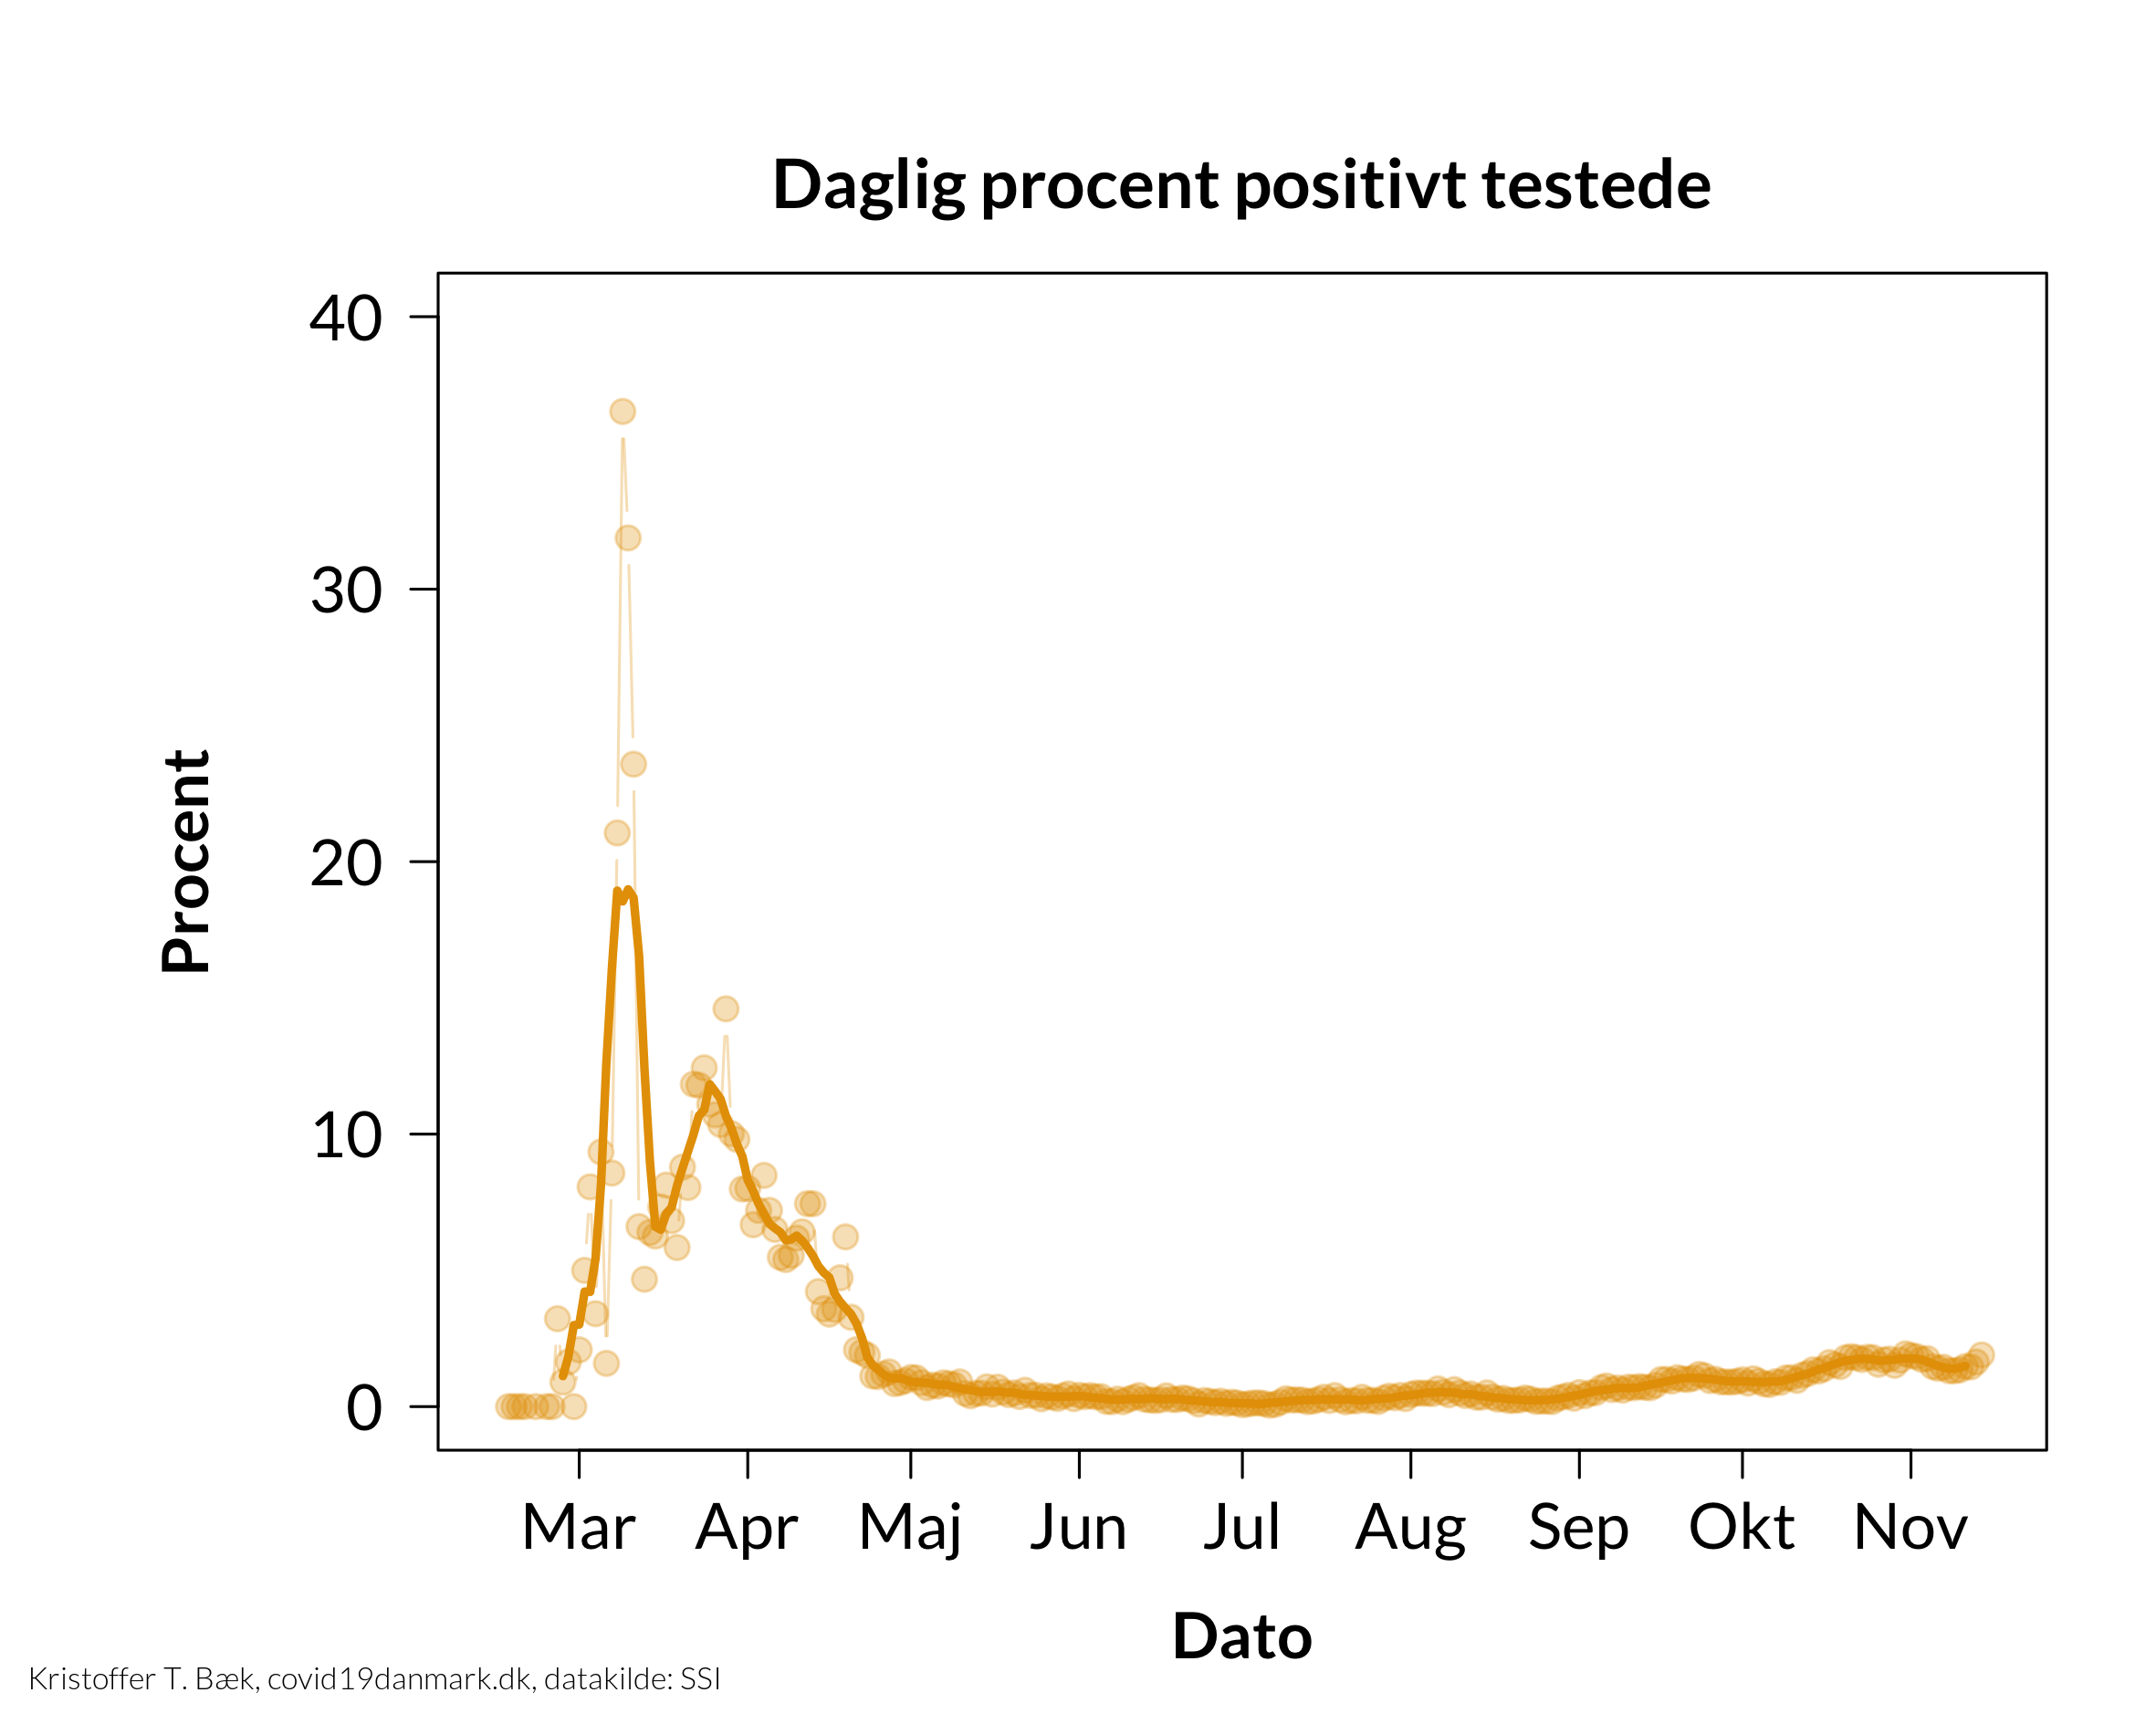 Daglig procent positivt testede
40
30
20
10
0
Procent
Mar Apr Maj Jun Jul Aug Sep Okt Nov
Dato
Kristoffer T. Bæk, covid19danmark.dk, datakilde: SSI